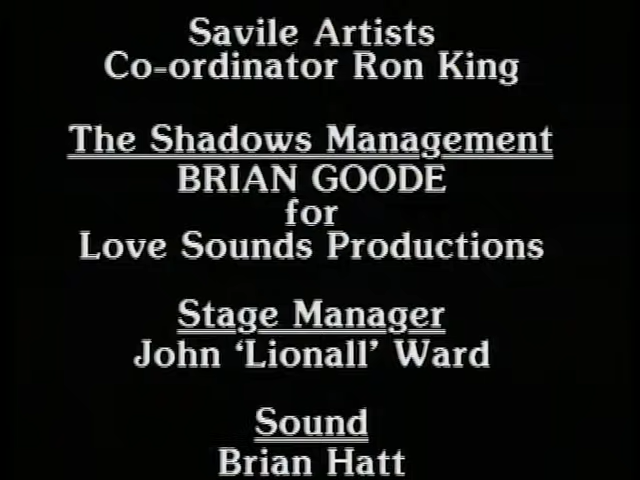 Savile Artists
Co-ordinator Ron King
The Shadows Management
BRIAN GOODE
for
Love Sounds Productions
Stage Manager
John ‘Lionall’ Ward
Sound
Brian Hatt